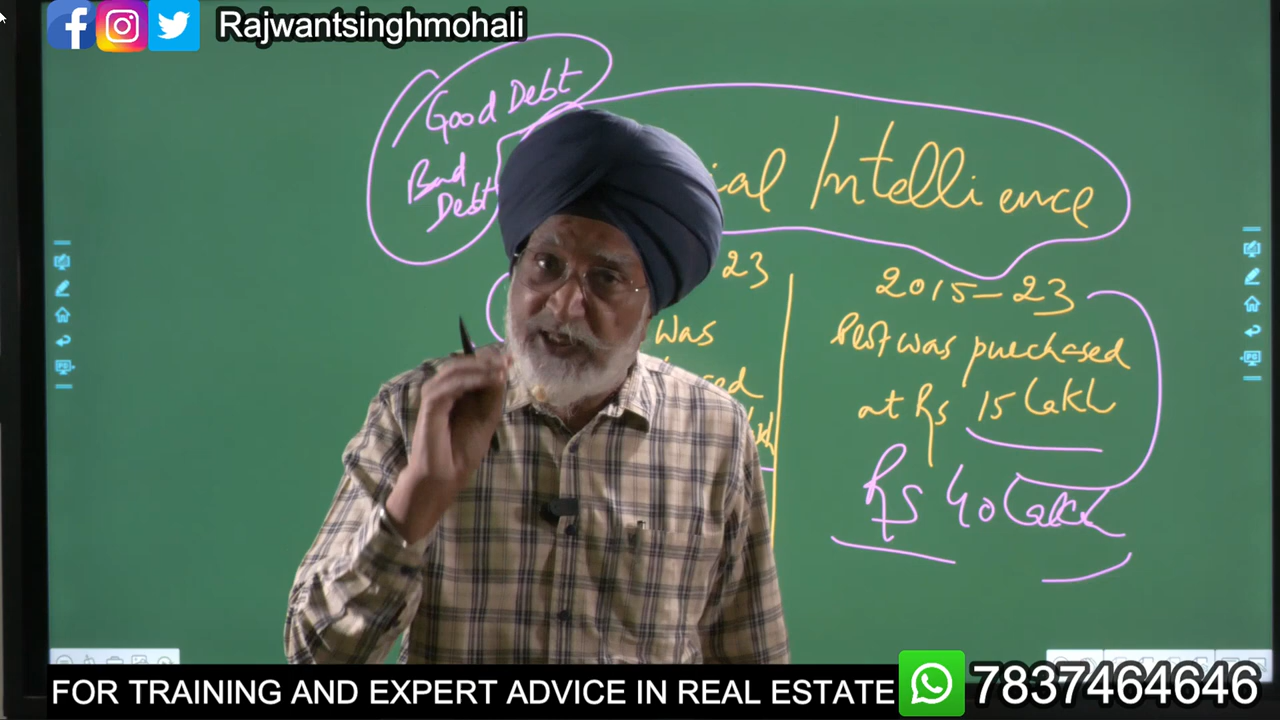 Rajwantsinghmohali
Good Debt
Bad
Debt
ial Intelli ence
23
was
2015-23
was purchased
at Rs 15 Lakh
Rs 40 Lakh
FOR TRAINING AND EXPERT ADVICE IN REAL ESTATE 7837464646